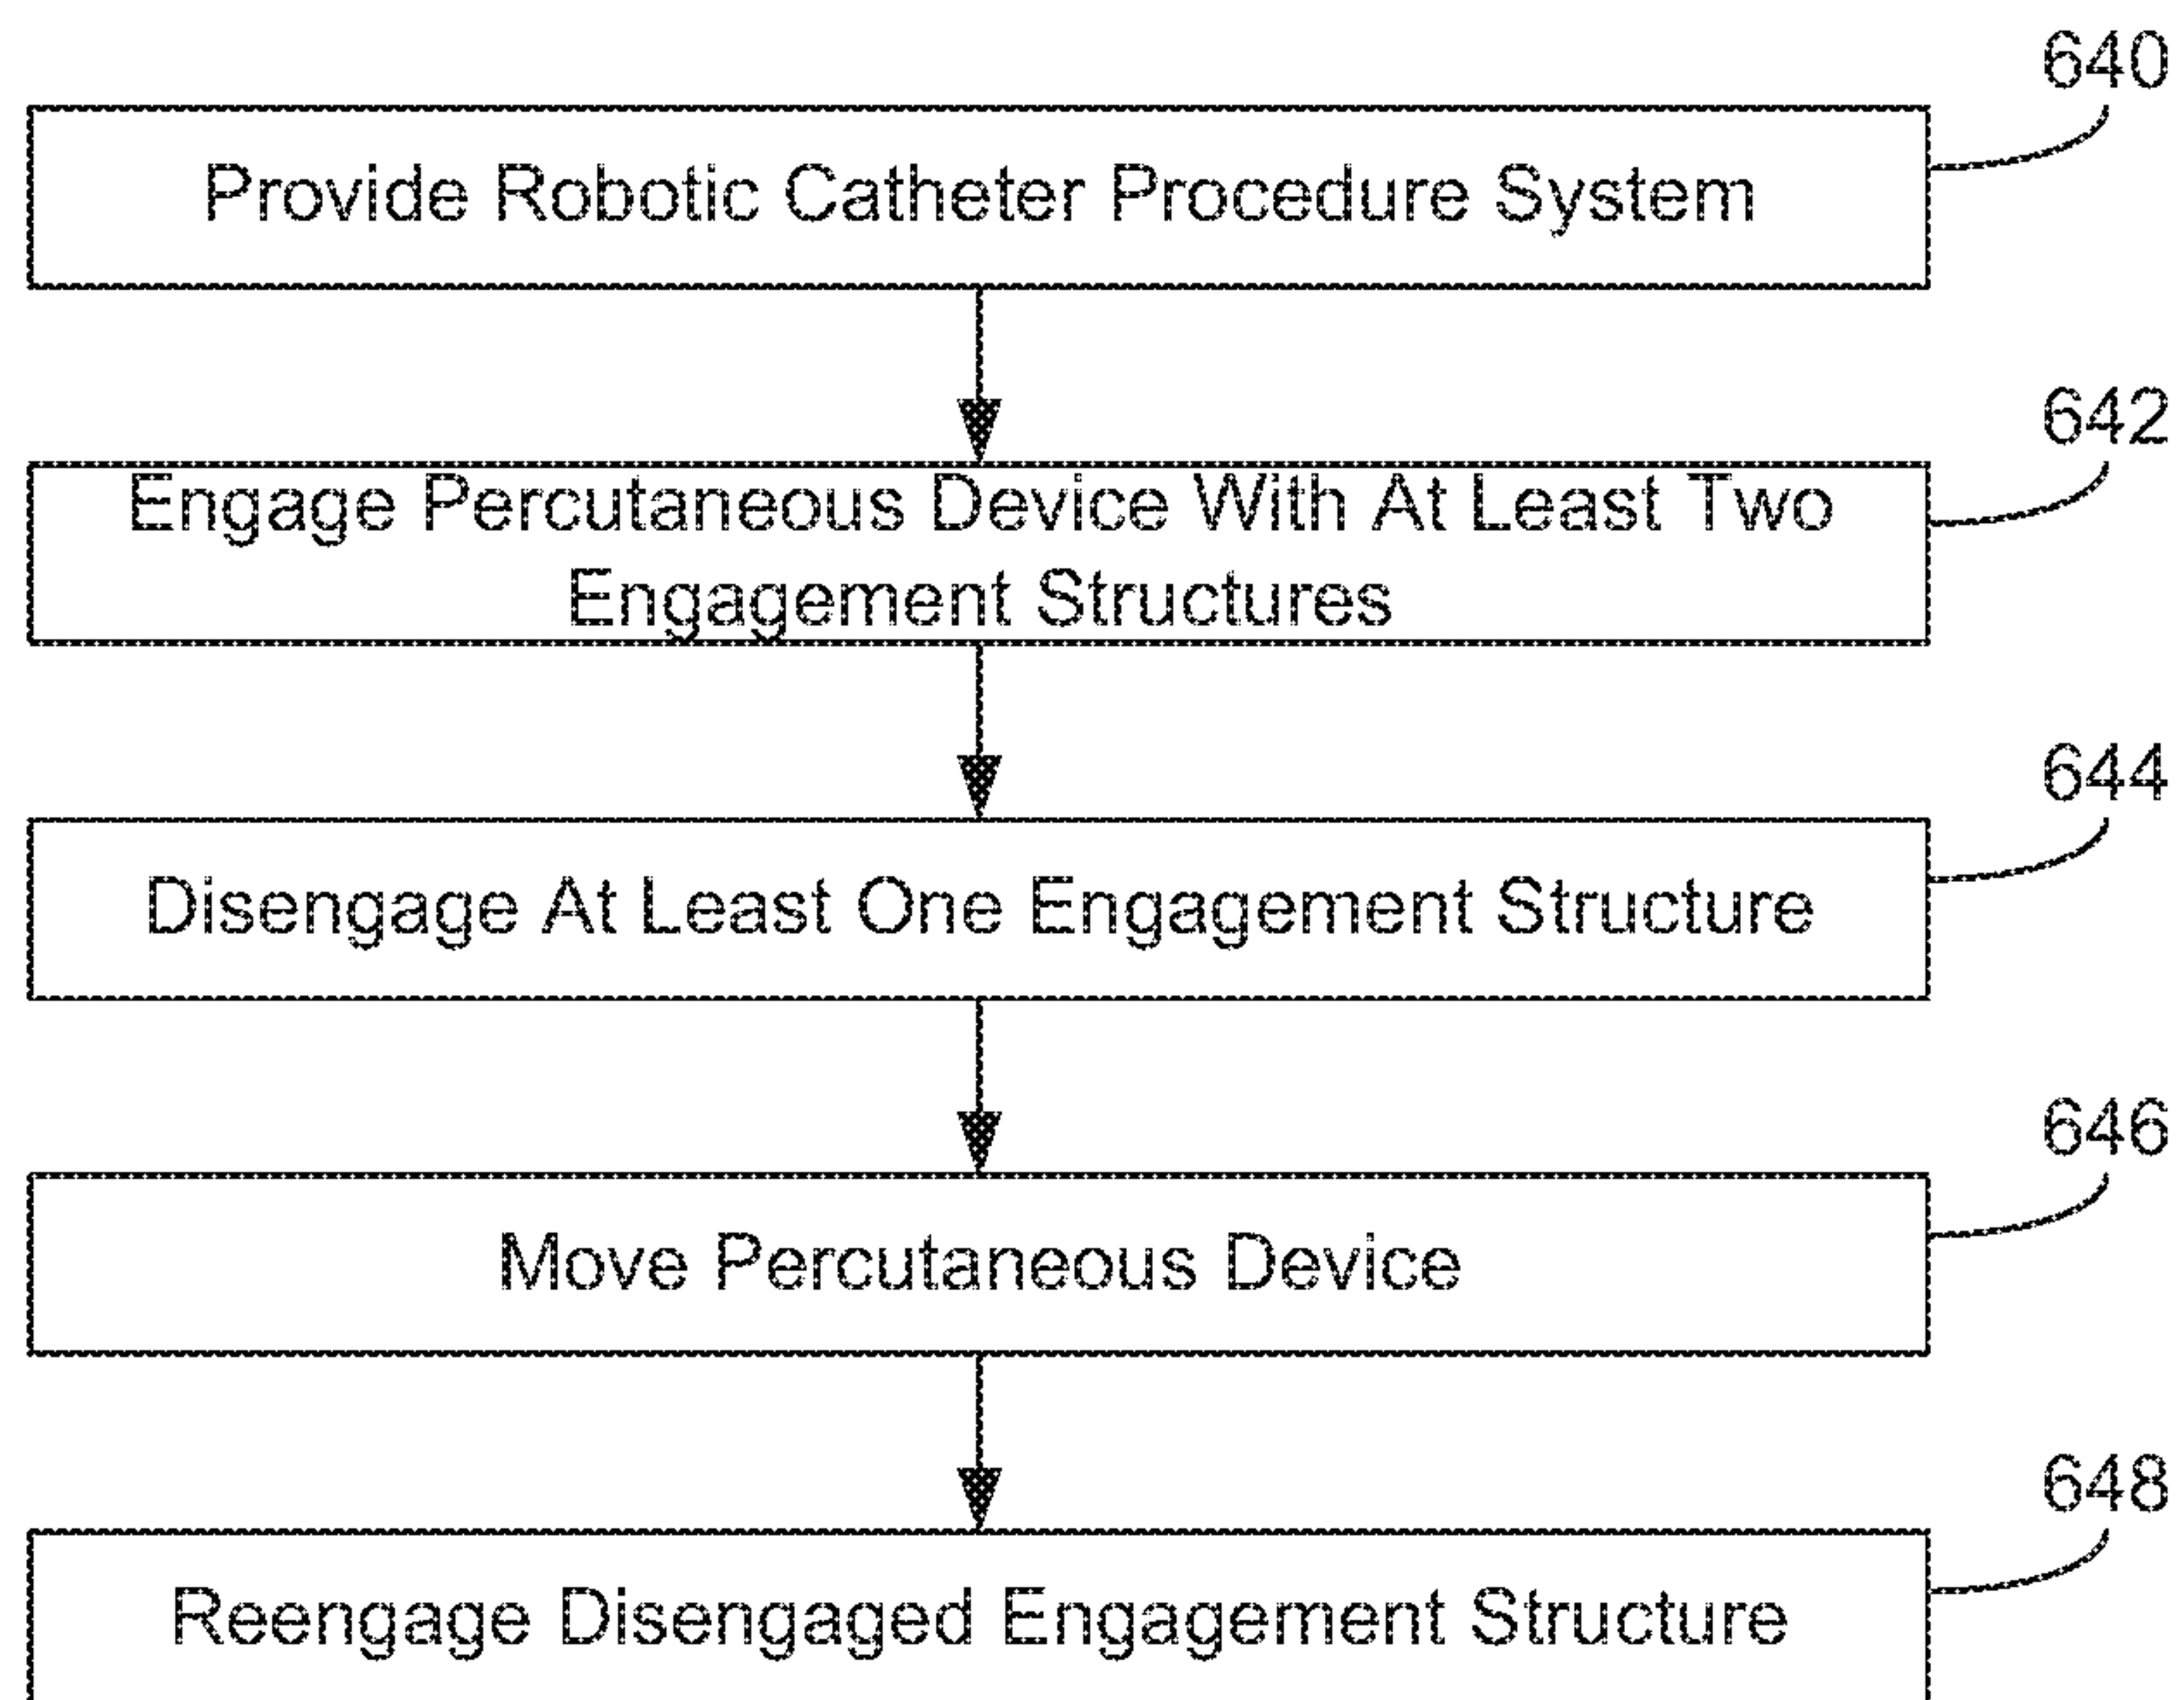 640
Provide Robotic Catheter Procedure System
642
Engage Percutaneous Device With At Least Two
Engagement Structures
644
Disengage At Least One Engagement Structure
646
Move Percutaneous Device
648
Reengage Disengaged Engagement Structure